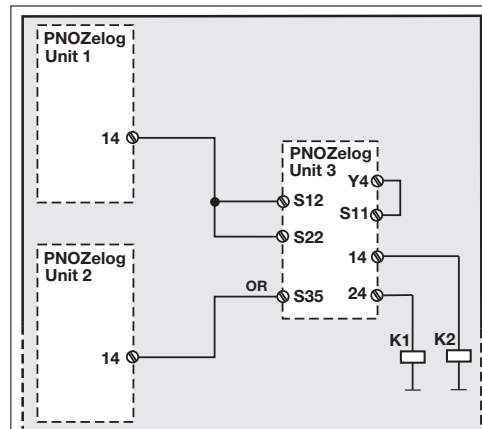 PNOZelog
Unit 1
14
PNOZelog
Unit 3
Y4
S12
S11
S22
14
PNOZelog
Unit 2
OR
S35
24
K1
K2
14